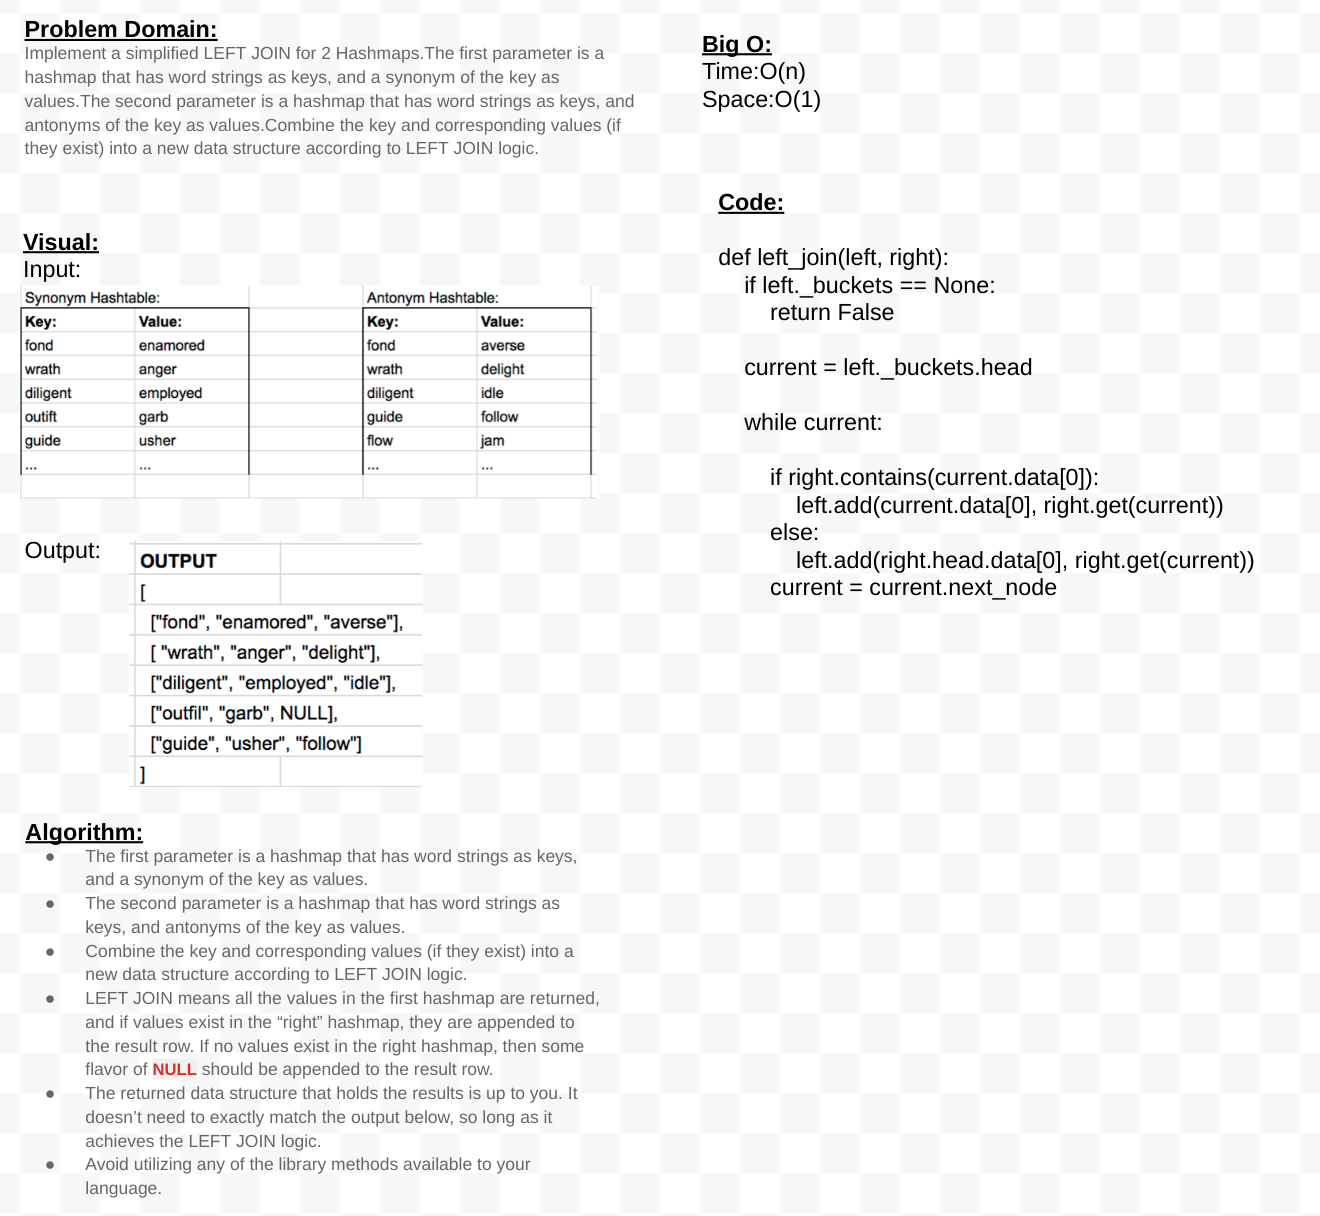 Problem Domain:
Implement a simplified LEFT JOIN for 2 Hashmaps.The first parameter is a
hashmap that has word strings as keys, and a synonym of the key as
values.The second parameter is a hashmap that has word strings as keys, and
antonyms of the key as values.Combine the key and corresponding values (if
they exist) into a new data structure according to LEFT JOIN logic.
Visual:
Input:
Synonym Hashtable: Antonym Hashtable:
Key: Value: Key: Value:
fond enamored fond averse
wrath anger wrath delight
diligent employed diligent idle
outift garb guide follow
guide usher flow jam
... ... ... ...
Output:
OUTPUT
[
["fond", "enamored", "averse"],
[ "wrath", "anger", "delight"],
["diligent", "employed", "idle"],
["outfil", "garb", NULL],
["guide", "usher", "follow"]
]
Algorithm:
● The first parameter is a hashmap that has word strings as keys,
and a synonym of the key as values.
● The second parameter is a hashmap that has word strings as
keys, and antonyms of the key as values.
● Combine the key and corresponding values (if they exist) into a
new data structure according to LEFT JOIN logic.
● LEFT JOIN means all the values in the first hashmap are returned,
and if values exist in the “right” hashmap, they are appended to
the result row. If no values exist in the right hashmap, then some
flavor of NULL should be appended to the result row.
● The returned data structure that holds the results is up to you. It
doesn’t need to exactly match the output below, so long as it
achieves the LEFT JOIN logic.
● Avoid utilizing any of the library methods available to your
language.
Big O:
Time:O(n)
Space:O(1)
Code:
def left_join(left, right):
if left._buckets == None:
return False
current = left._buckets.head
while current:
if right.contains(current.data[0]):
left.add(current.data[0], right.get(current))
else:
left.add(right.head.data[0], right.get(current))
current = current.next_node